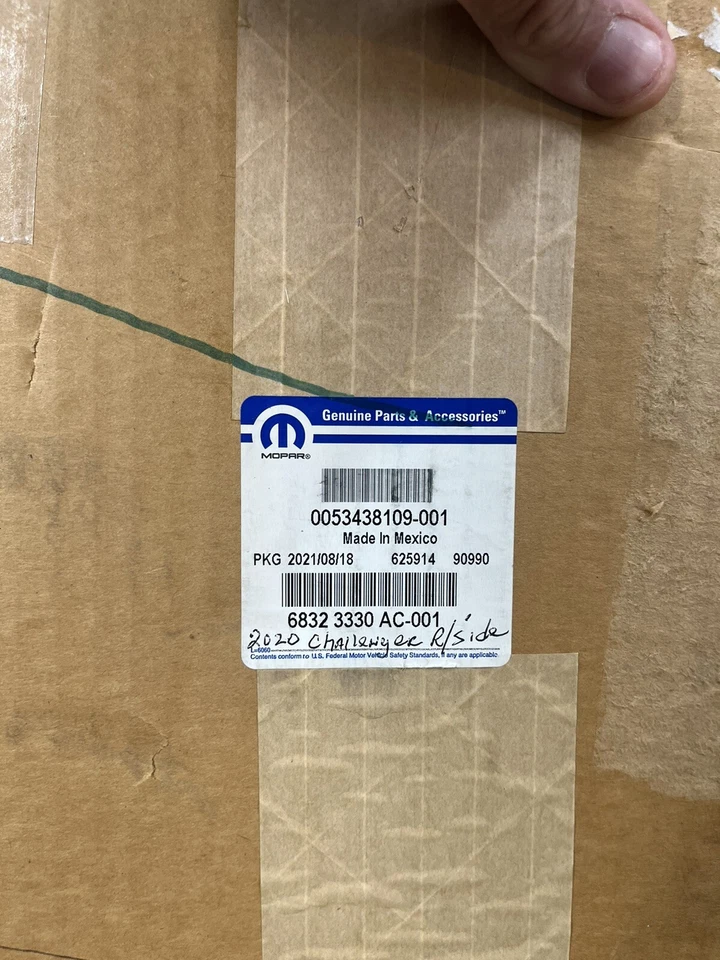 Genuine Parts & Accessories™
MOPAR®
0053438109-001
Made In Mexico
PKG 2021/08/18 625914 90990
6832 3330 AC-001
2020 Challenger R/Side
L-6060
Contents conform to U.S. Federal Motor Vehicle Safety Standards, if any are applicable.